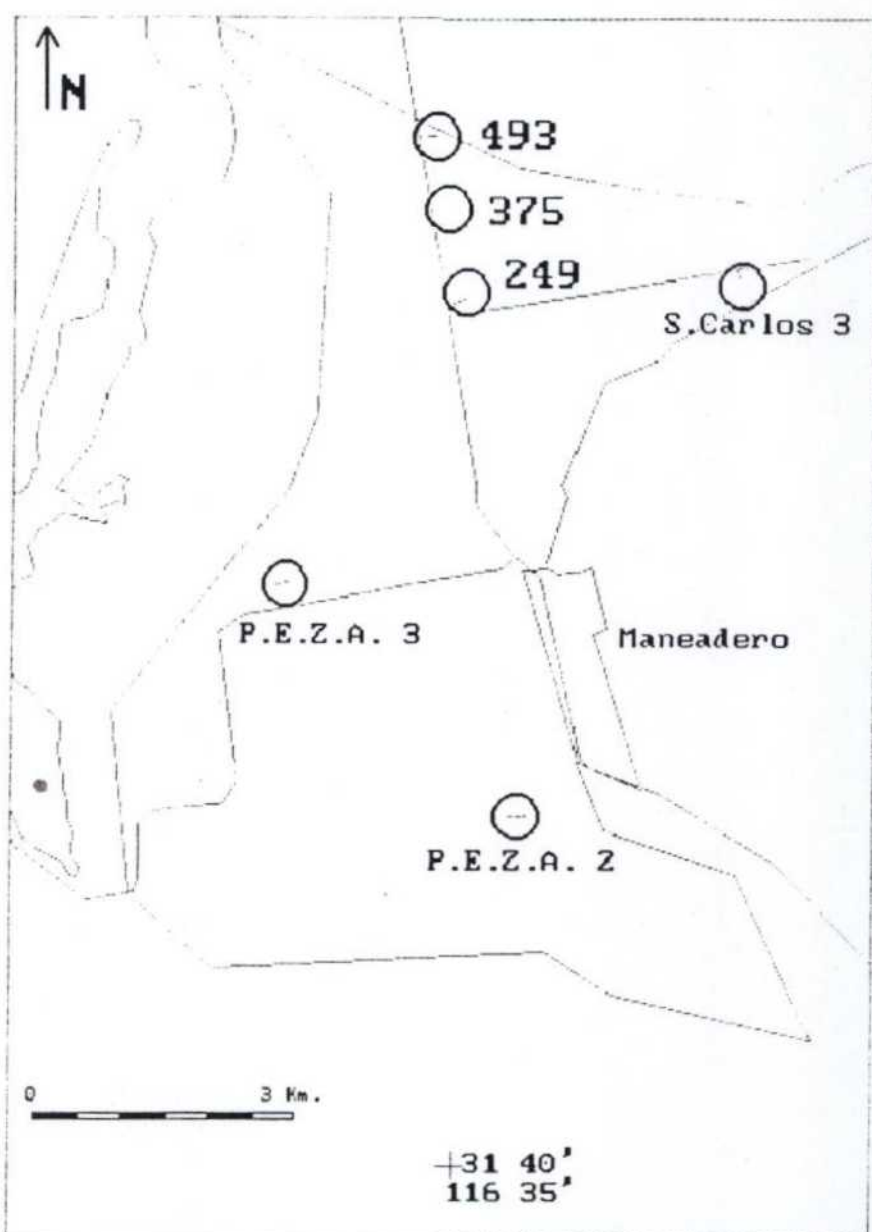 N
493
375
249
S.Carlos 3
P.E.Z.A. 3
Maneadero
P.E.Z.A. 2
0 3 Km.
31 40'
116 35'